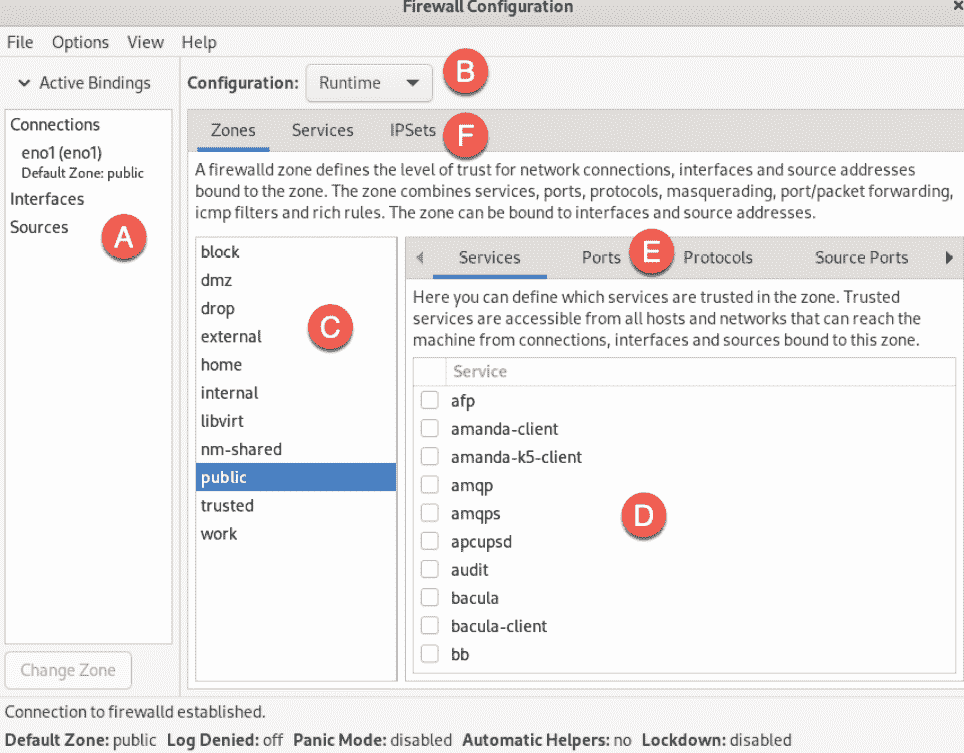 Firewall Configuration
×
File Options View Help
Active Bindings
Configuration: Runtime
B
Connections
eno1 (eno1)
Default Zone: public
Interfaces
Sources
A
Zones Services IPSets
F
A firewalld zone defines the level of trust for network connections, interfaces and source addresses
bound to the zone. The zone combines services, ports, protocols, masquerading, port/packet forwarding,
icmp filters and rich rules. The zone can be bound to interfaces and source addresses.
block
dmz
drop
external
home
internal
libvirt
nm-shared
public
trusted
work
C
Services Ports E Protocols Source Ports
Here you can define which services are trusted in the zone. Trusted
services are accessible from all hosts and networks that can reach the
machine from connections, interfaces and sources bound to this zone.
Service
afp
amanda-client
amanda-k5-client
amqp
amqps
apcupsd
audit
bacula
bacula-client
bb
D
Change Zone
Connection to firewalld established.
Default Zone: public Log Denied: off Panic Mode: disabled Automatic Helpers: no Lockdown: disabled